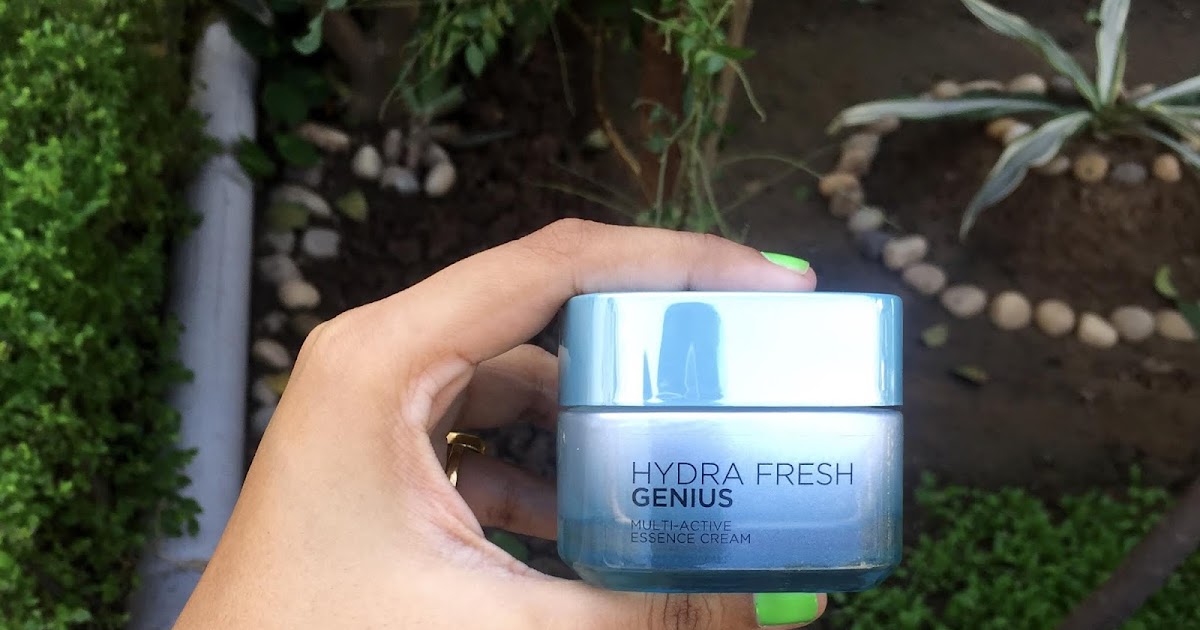 HYDRA FRESH
GENIUS
MULTI-ACTIVE
ESSENCE CREAM